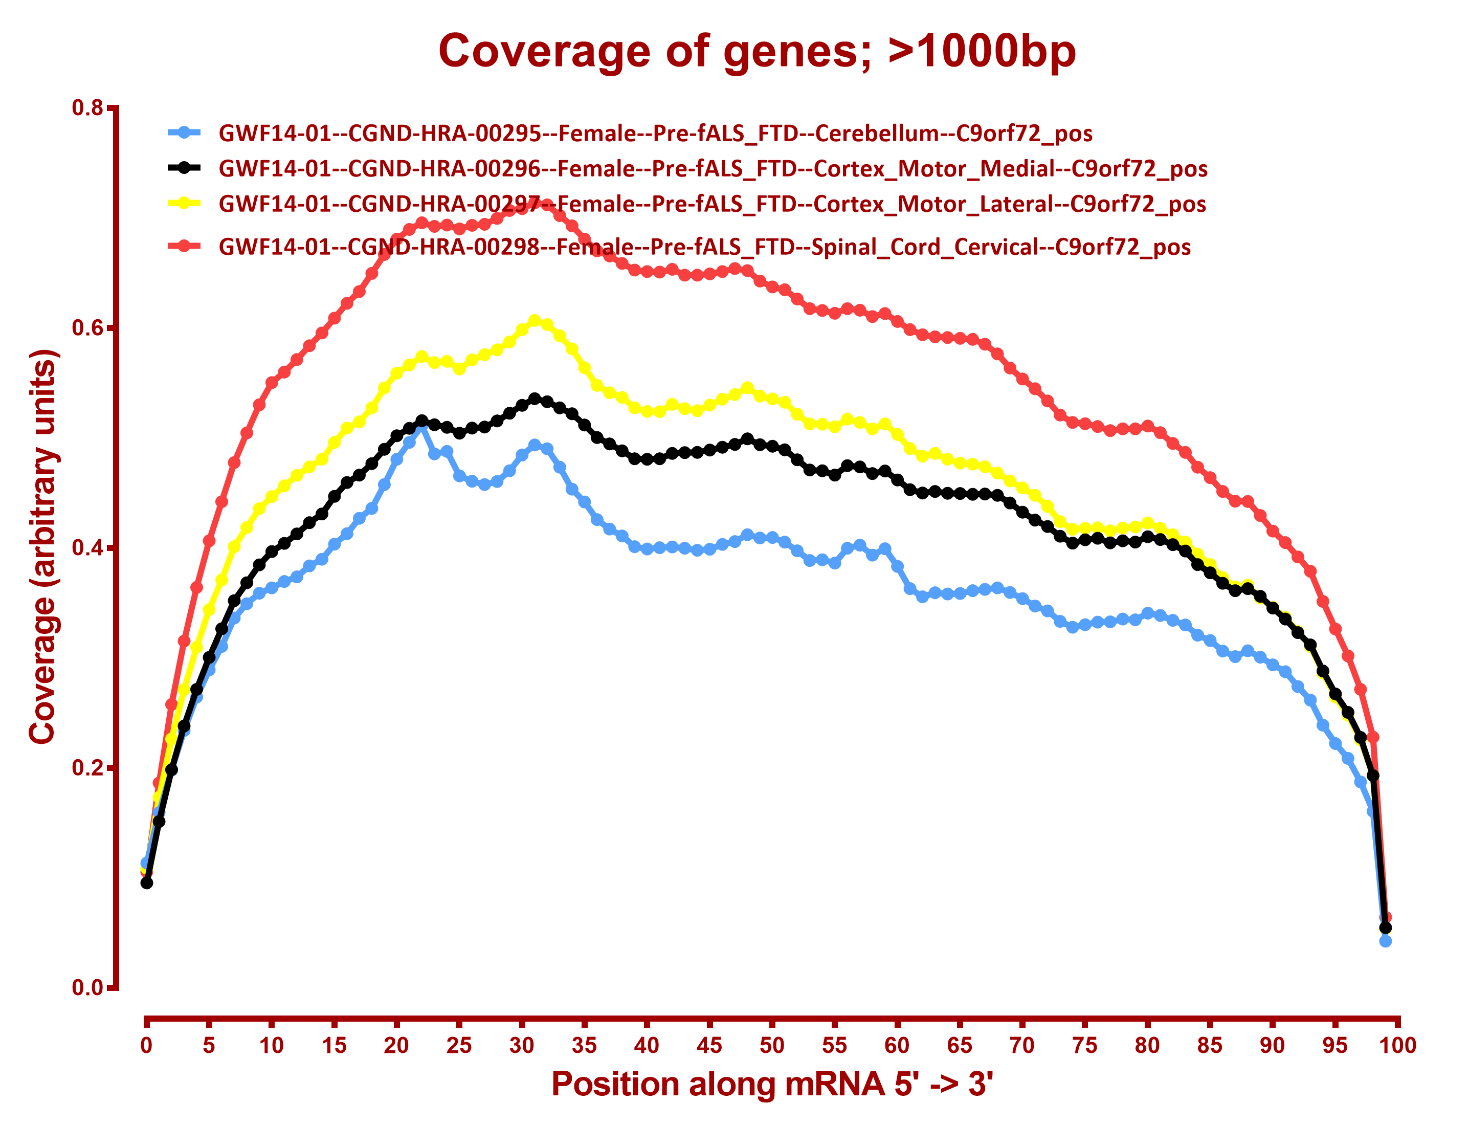 Coverage of genes; >1000bp
0.8
GWF14-01--CGND-HRA-00295--Female--Pre-fALS_FTD--Cerebellum--C9orf72_pos
GWF14-01--CGND-HRA-00296--Female--Pre-fALS_FTD--Cortex_Motor_Medial--C9orf72_pos
GWF14-01--CGND-HRA-00297--Female--Pre-fALS_FTD--Cortex_Motor_Lateral--C9orf72_pos
GWF14-01--CGND-HRA-00298--Female--Pre-fALS_FTD--Spinal_Cord_Cervical--C9orf72_pos
0.6
0.4
0.2
0.0
Coverage (arbitrary units)
0 5 10 15 20 25 30 35 40 45 50 55 60 65 70 75 80 85 90 95 100
Position along mRNA 5' -> 3'